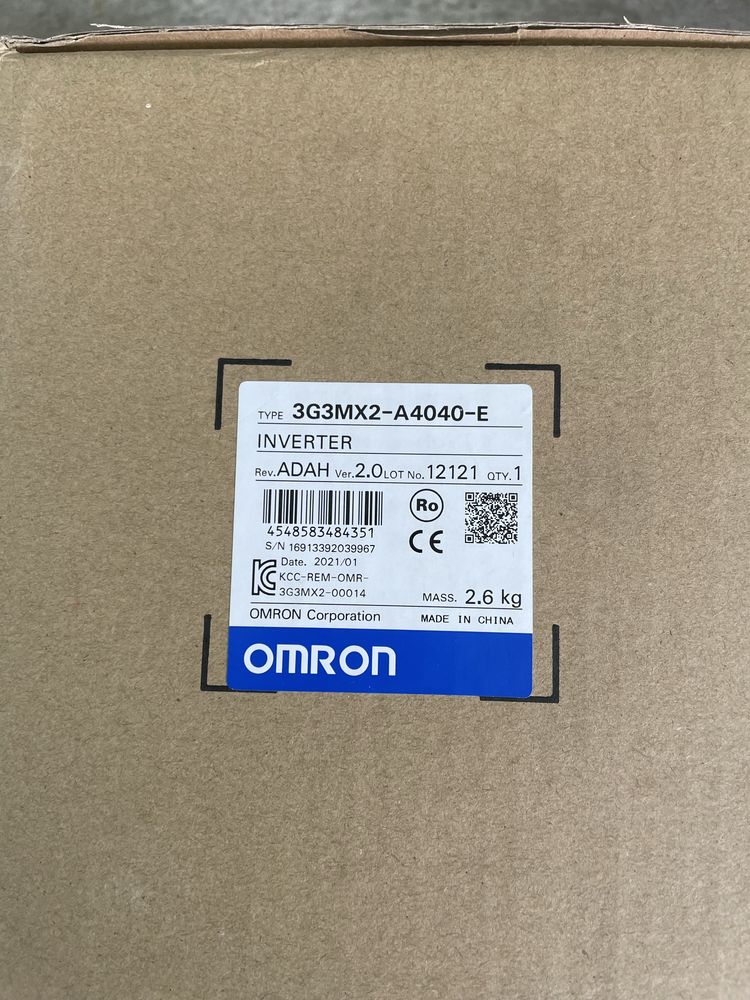 TYPE 3G3MX2-A4040-E
INVERTER
Rev.ADAH Ver.2.0 LOT No. 12121 QTY.1
4548583484351
S/N 16913392039967
Date. 2021/01
KCC-REM-OMR-
3G3MX2-00014
Ro
CE
MASS. 2.6 kg
OMRON Corporation MADE IN CHINA
OMRON